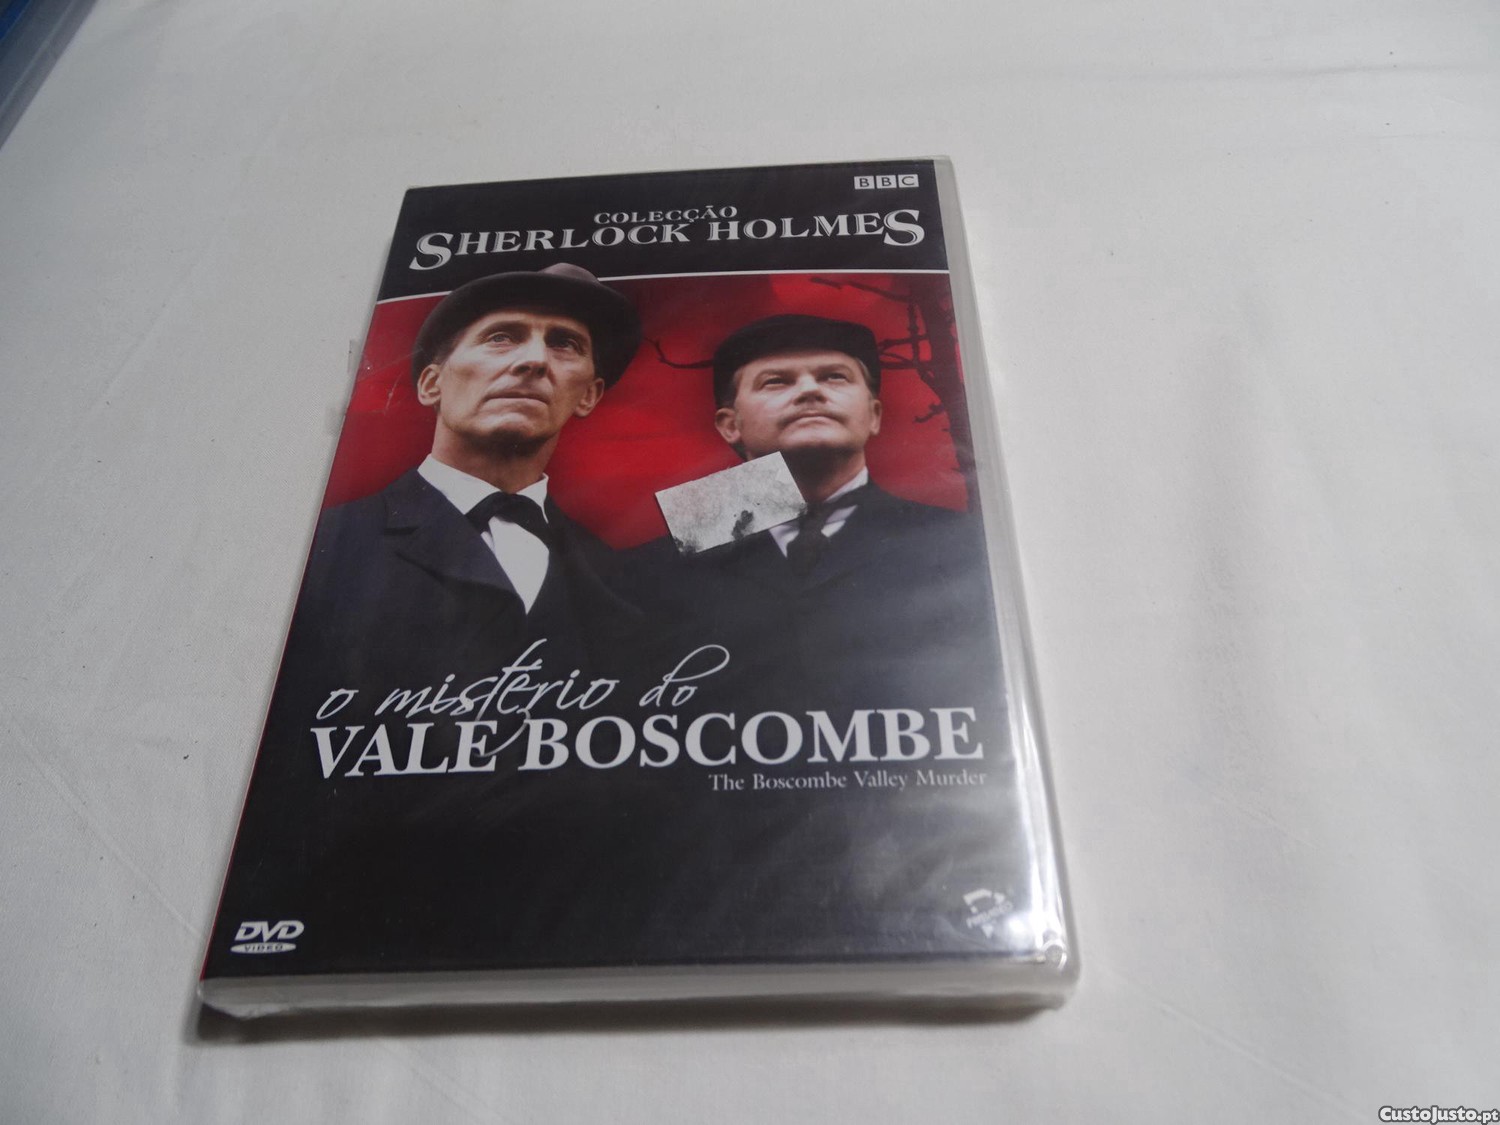 BBC
COLECÇÃO
SHERLOCK HOLMES
o mistério do
VALE BOSCOMBE
The Boscombe Valley Murder
DVD
VIDEO
CustoJusto.pt